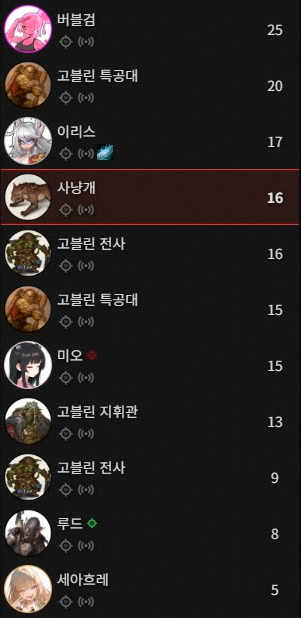 버블검
25
고블린 특공대
20
이리스
17
사냥개
16
고블린 전사
16
고블린 특공대
15
미오
15
고블린 지휘관
13
고블린 전사
9
루드
8
세아흐레
5